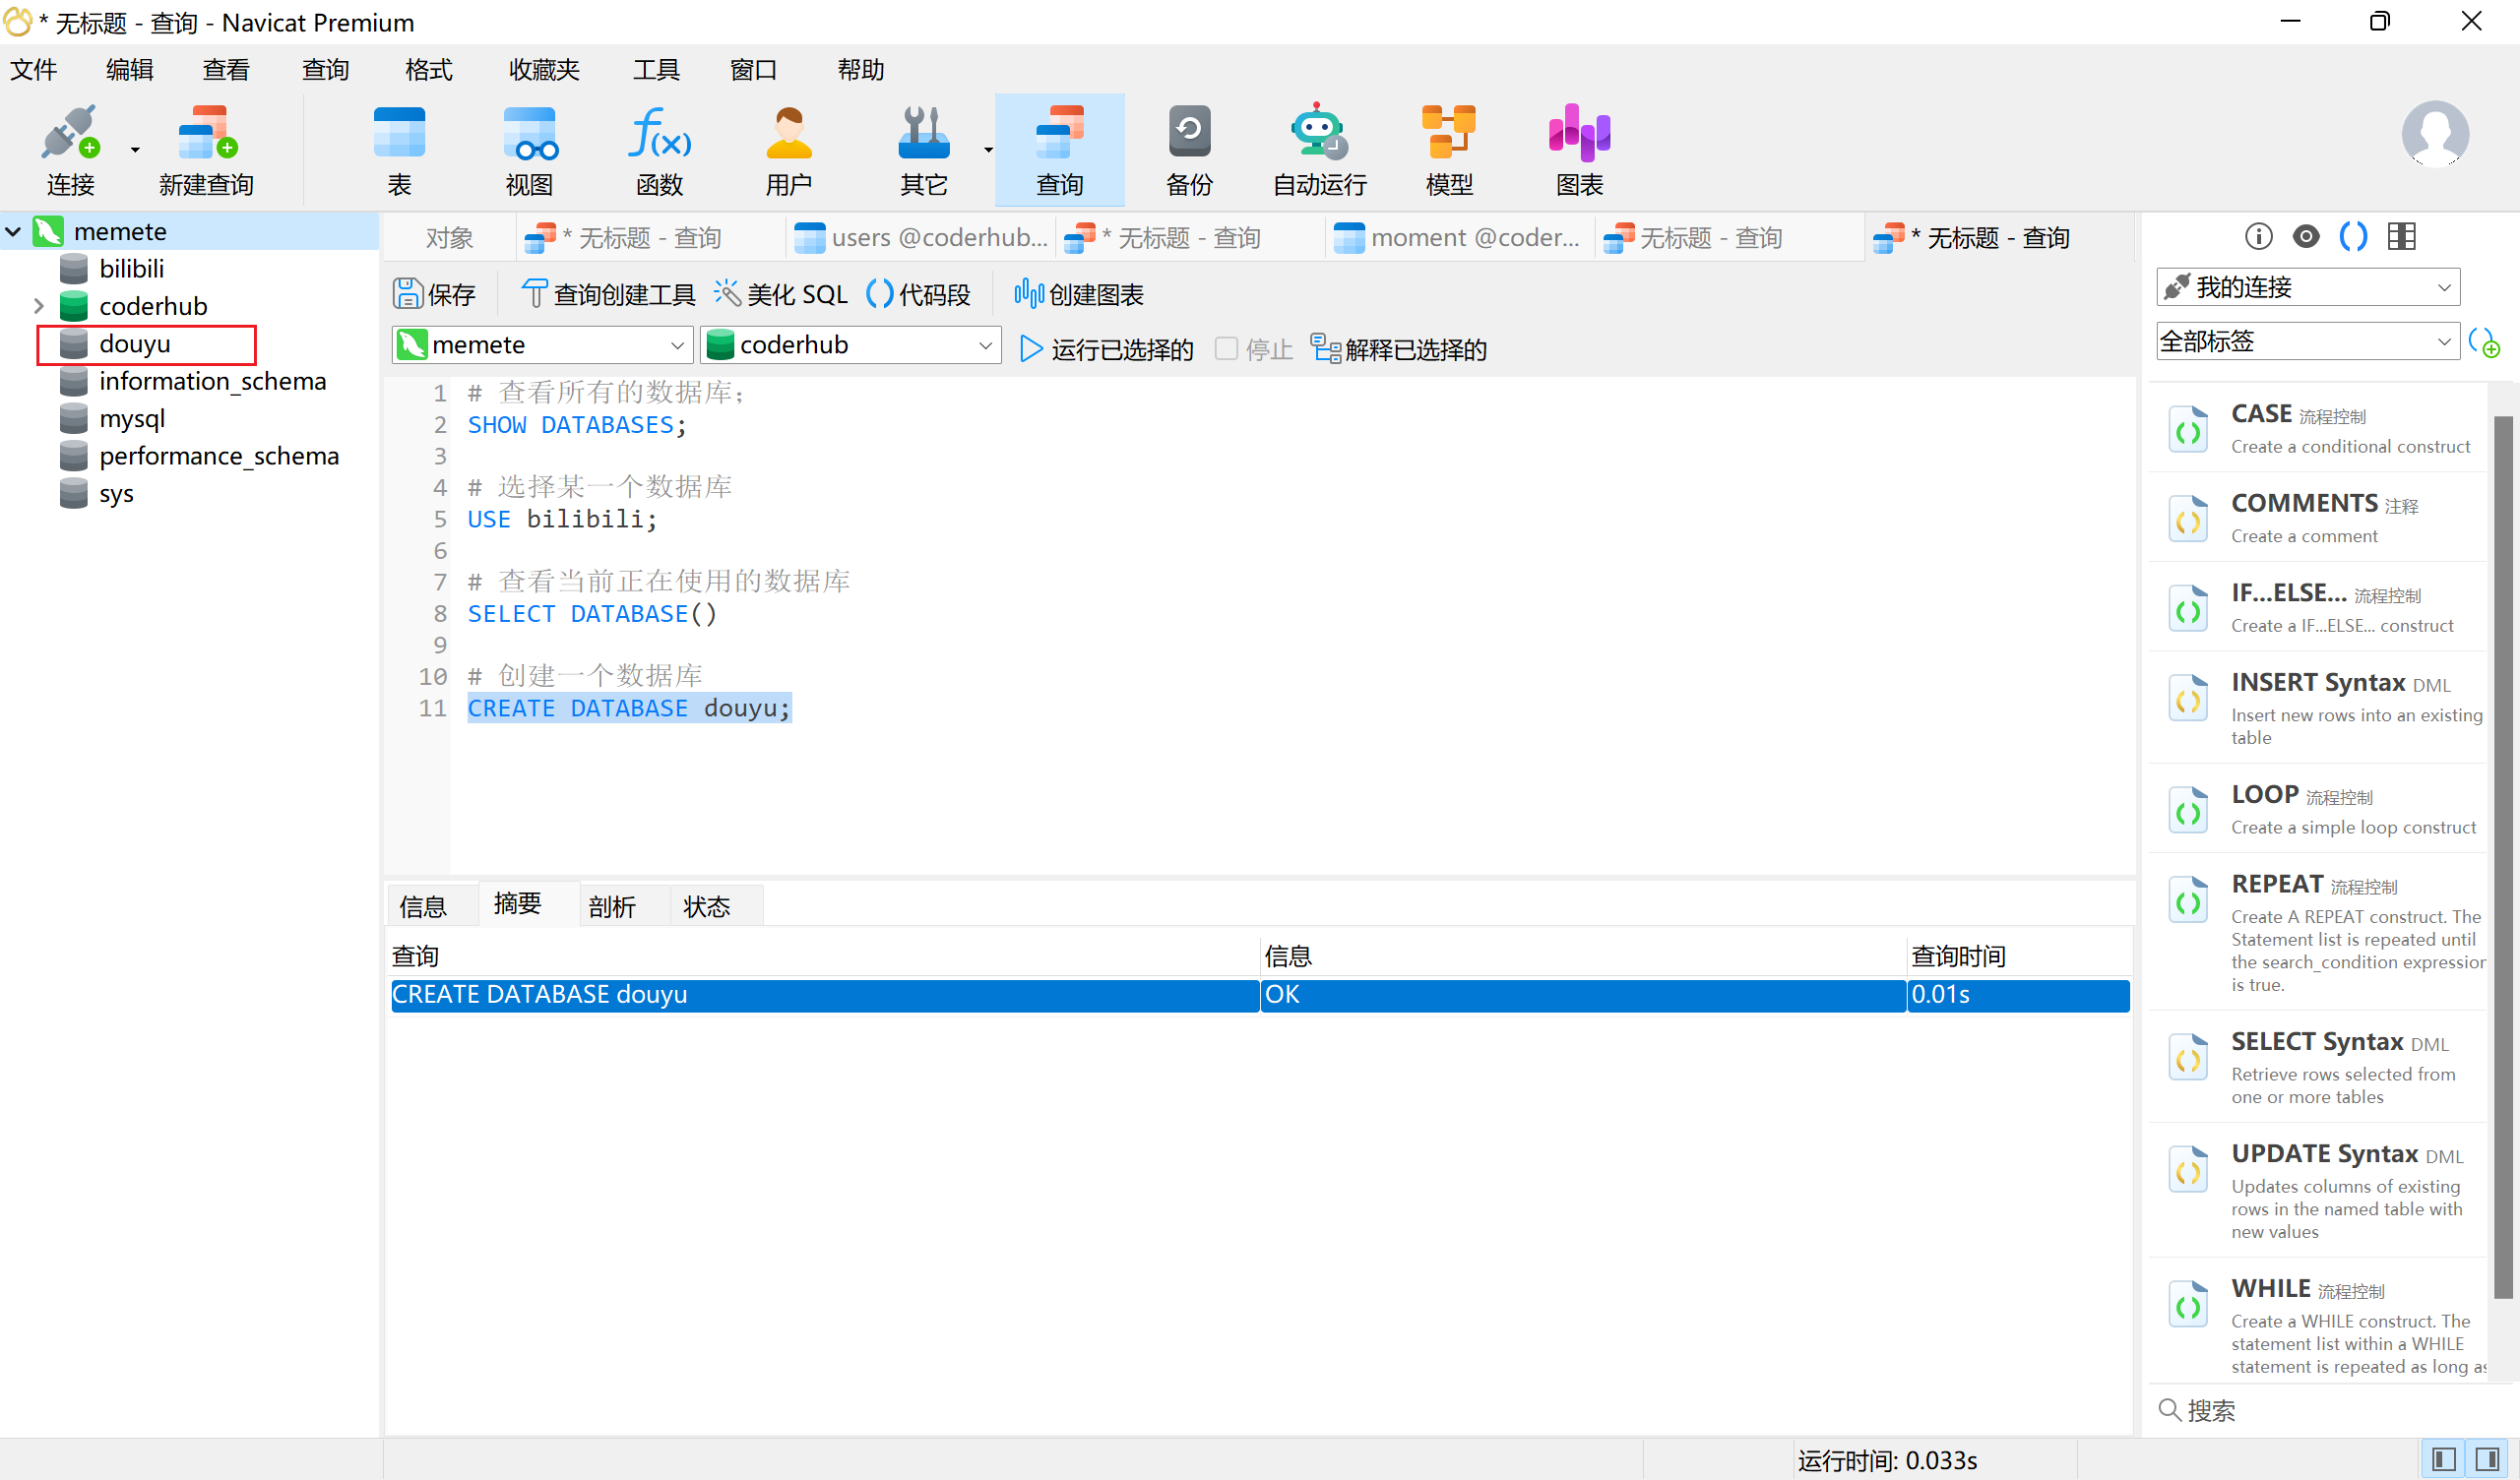 * 无标题 - 查询 - Navicat Premium
文件 编辑 查看 查询 格式 收藏夹 工具 窗口 帮助
连接 新建查询 表 视图 函数 用户 其它 查询 备份 自动运行 模型 图表
memete
bilibili
coderhub
douyu
information_schema
mysql
performance_schema
sys
对象 * 无标题 - 查询 users @coderhub... * 无标题 - 查询 moment @coder... 无标题 - 查询 * 无标题 - 查询
保存 查询创建工具 美化 SQL 代码段 创建图表
memete coderhub 运行已选择的 停止 解释已选择的
1 # 查看所有的数据库;
2 SHOW DATABASES;
3
4 # 选择某一个数据库
5 USE bilibili;
6
7 # 查看当前正在使用的数据库
8 SELECT DATABASE()
9
10 # 创建一个数据库
11 CREATE DATABASE douyu;
信息 摘要 剖析 状态
查询 信息 查询时间
CREATE DATABASE douyu OK 0.01s
我的连接
全部标签
CASE 流程控制
Create a conditional construct
COMMENTS 注释
Create a comment
IF...ELSE... 流程控制
Create a IF...ELSE... construct
INSERT Syntax DML
Insert new rows into an existing
table
LOOP 流程控制
Create a simple loop construct
REPEAT 流程控制
Create A REPEAT construct. The
Statement list is repeated until
the search_condition expression
is true.
SELECT Syntax DML
Retrieve rows selected from
one or more tables
UPDATE Syntax DML
Updates columns of existing
rows in the named table with
new values
WHILE 流程控制
Create a WHILE construct. The
statement list within a WHILE
statement is repeated as long as
搜索
运行时间: 0.033s